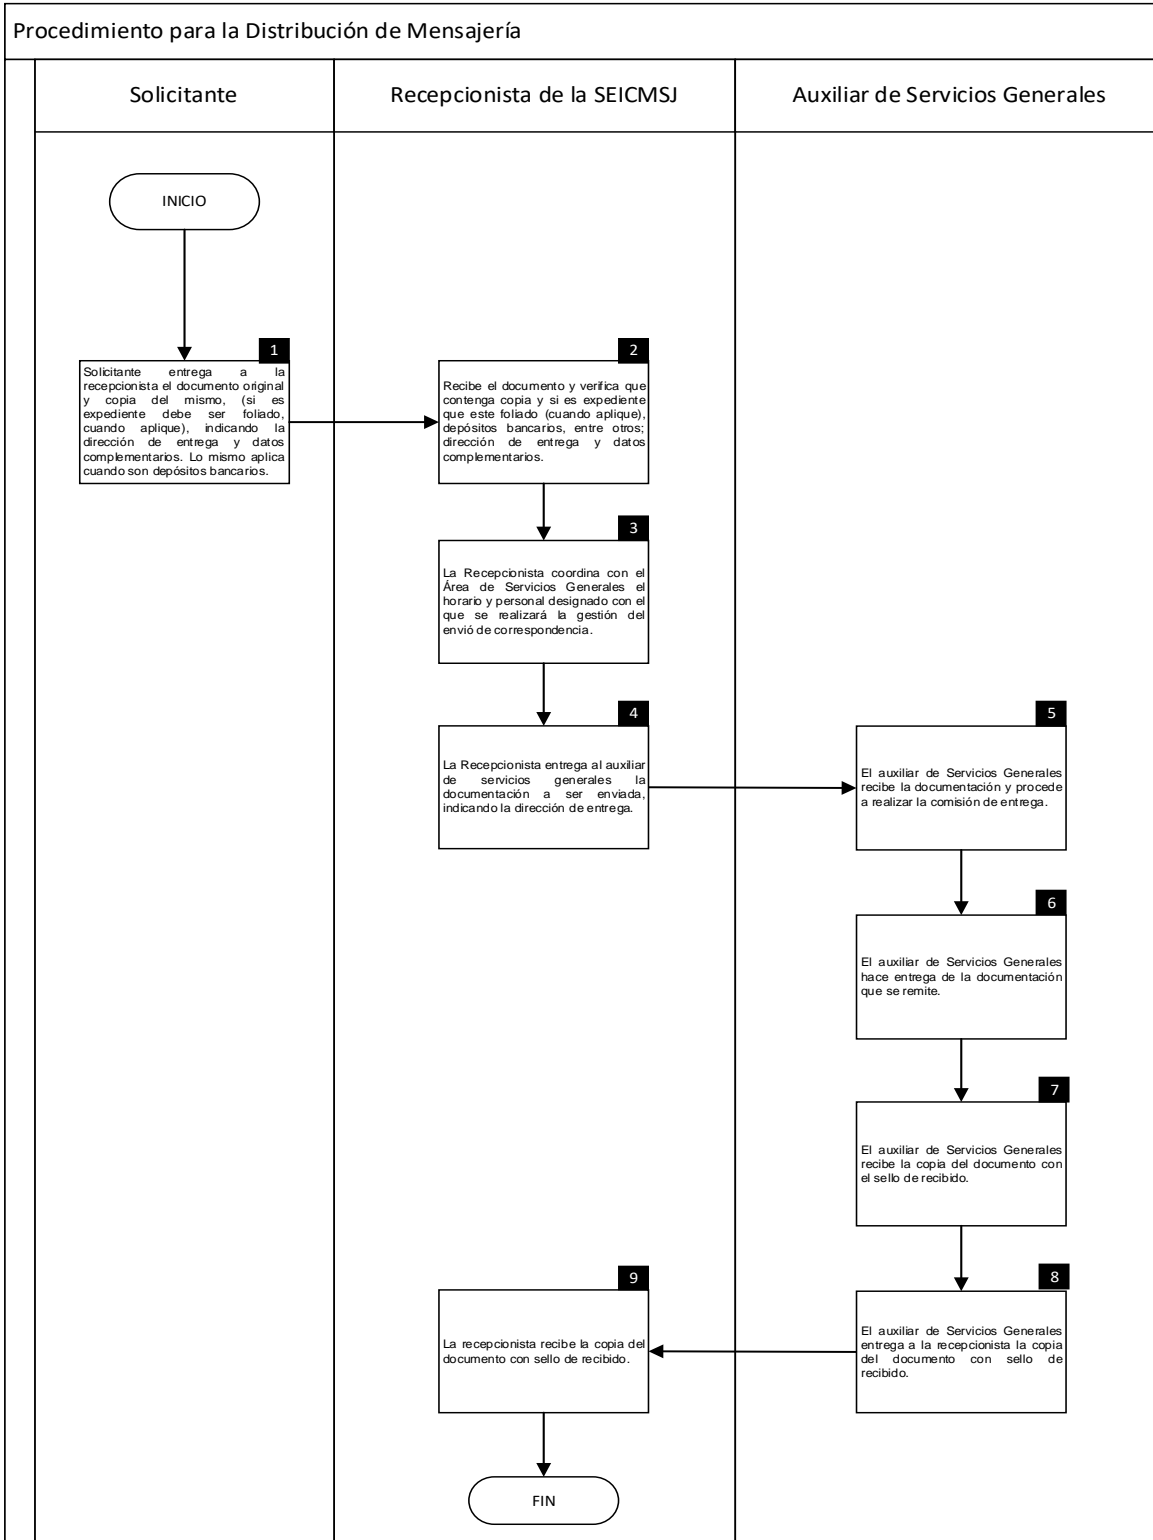 Procedimiento para la Distribución de Mensajería
Solicitante
Recepcionista de la SEICMSJ
Auxiliar de Servicios Generales
INICIO
1
Solicitante entrega a la
recepcionista el documento original
y copia del mismo, (si es
expediente debe ser foliado,
cuando aplique), indicando la
dirección de entrega y datos
complementarios. Lo mismo aplica
cuando son depósitos bancarios.
2
Recibe el documento y verifica que
contenga copia y si es expediente
que este foliado (cuando aplique),
depósitos bancarios, entre otros;
dirección de entrega y datos
complementarios.
3
La Recepcionista coordina con el
Área de Servicios Generales el
horario y personal designado con el
que se realizará la gestión del
envió de correspondencia.
4
La Recepcionista entrega al auxiliar
de servicios generales la
documentación a ser enviada,
indicando la dirección de entrega.
5
El auxiliar de Servicios Generales
recibe la documentación y procede
a realizar la comisión de entrega.
6
El auxiliar de Servicios Generales
hace entrega de la documentación
que se remite.
7
El auxiliar de Servicios Generales
recibe la copia del documento con
el sello de recibido.
8
El auxiliar de Servicios Generales
entrega a la recepcionista la copia
del documento con sello de
recibido.
9
La recepcionista recibe la copia del
documento con sello de recibido.
FIN